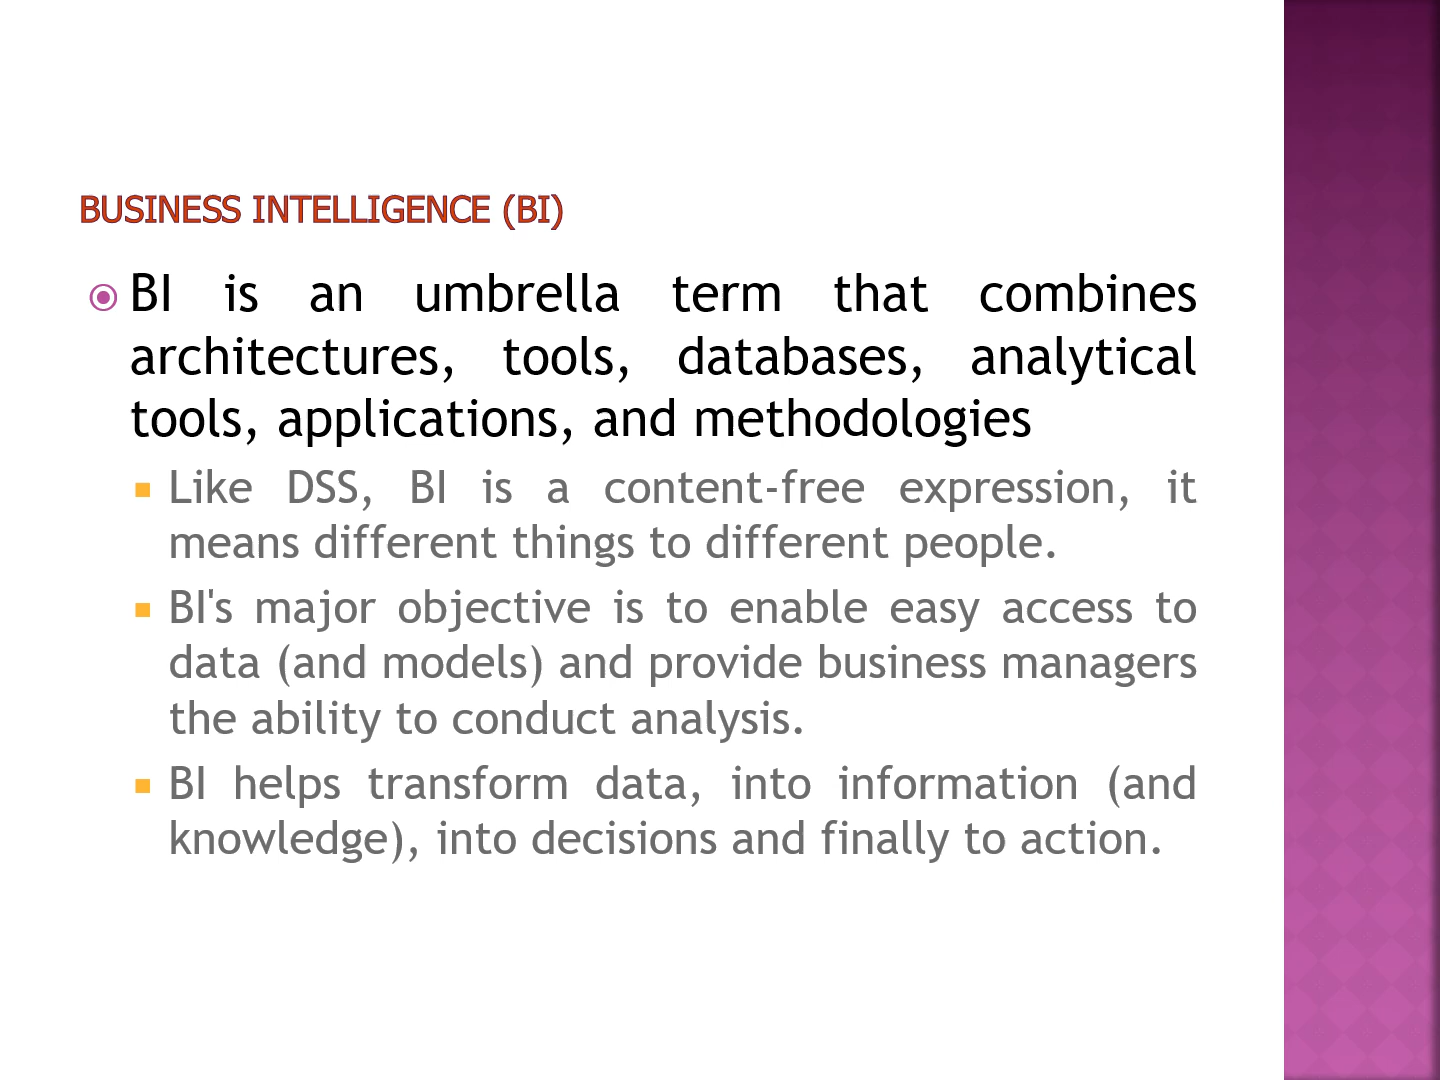 BUSINESS INTELLIGENCE (BI)
BI is an umbrella term that combines
architectures, tools, databases, analytical
tools, applications, and methodologies
Like DSS, BI is a content-free expression, it
means different things to different people.
BI's major objective is to enable easy access to
data (and models) and provide business managers
the ability to conduct analysis.
BI helps transform data, into information (and
knowledge), into decisions and finally to action.